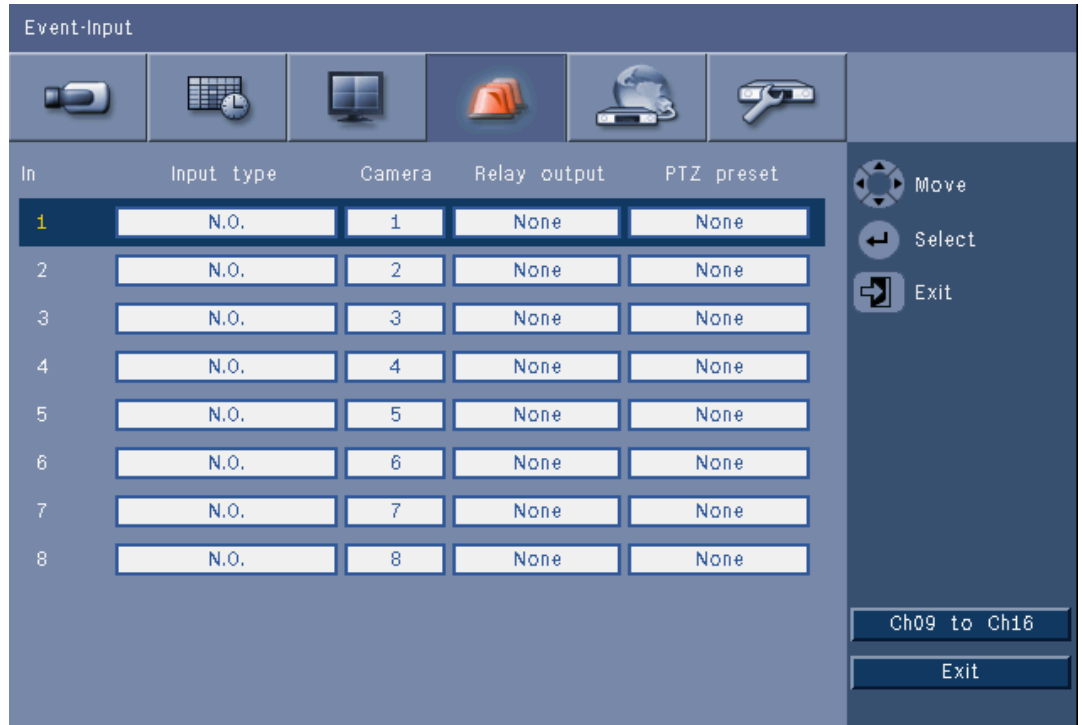 Event-Input
In Input type Camera Relay output PTZ preset
1 N.O. 1 None None
2 N.O. 2 None None
3 N.O. 3 None None
4 N.O. 4 None None
5 N.O. 5 None None
6 N.O. 6 None None
7 N.O. 7 None None
8 N.O. 8 None None
Move
Select
Exit
Ch09 to Ch16
Exit